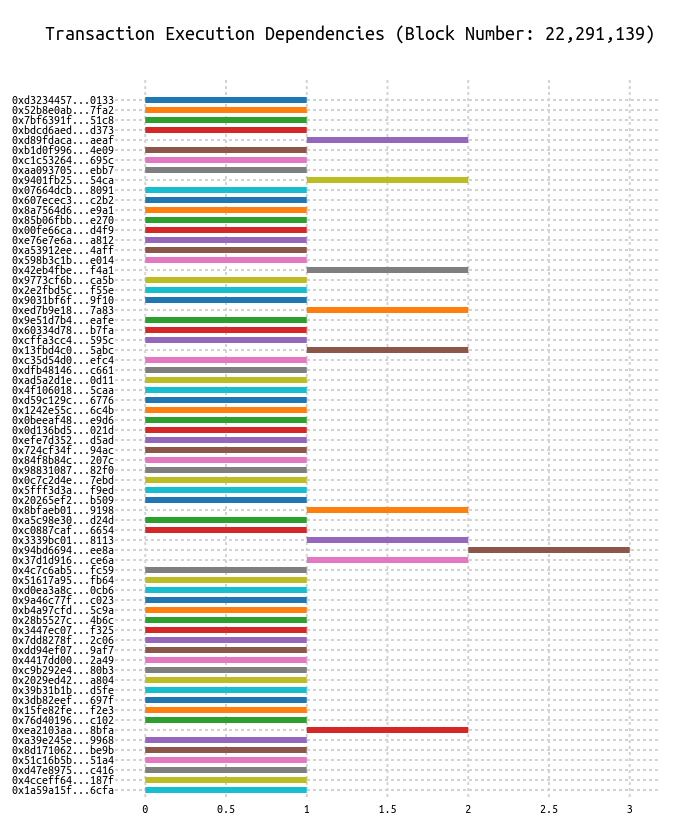 Transaction Execution Dependencies (Block Number: 22,291,139)
0xd3234457...0133
0x52b8e0ab...7fa2
0x7bf6391f...51c8
0xbdcd6aed...d373
0xd89fdaca...aeaf
0xb1d0f996...4e09
0xc1c53264...695c
0xaa093705...ebb7
0x9401fb25...54ca
0x07664dcb...8091
0x607ecec3...c2b2
0x8a7564d6...e9a1
0x85b06fbb...e270
0x00fe66ca...d4f9
0xe76e7e6a...a812
0xa53912ee...4aff
0x598b3c1b...e014
0x42eb4fbe...f4a1
0x9773cf6b...ca5b
0x2e2fbd5c...f55e
0x9031bf6f...9f10
0xed7b9e18...7a83
0x9e51d7b4...eafe
0x60334d78...b7fa
0xcffa3cc4...595c
0x13fbd4c0...5abc
0xc35d54d0...efc4
0xdfb48146...c661
0xad5a2d1e...0d11
0x4f106018...5caa
0xd59c129c...6776
0x1242e55c...6c4b
0x0beeaf48...e9d6
0x0d136bd5...021d
0xefe7d352...d5ad
0x724cf34f...94ac
0x84f8b84c...207c
0x98831087...82f0
0x0c7c2d4e...7ebd
0x5fff3d3a...f9ed
0x20265ef2...b509
0x8bfaeb01...9198
0xa5c98e30...d24d
0xc0887caf...6654
0x3339bc01...8113
0x94bd6694...ee8a
0x37d1d916...ce6a
0x4c7c6ab5...fc59
0x51617a95...fb64
0xd0ea3a8c...0cb6
0x9a46c77f...c023
0xb4a97cfd...5c9a
0x28b5527c...4b6c
0x3447ec07...f325
0x7dd8278f...2c06
0xdd94ef07...9af7
0x4417dd00...2a49
0xc9b292e4...80b3
0x2029ed42...a804
0x39b31b1b...d5fe
0x3db82eef...697f
0x15fe82fe...f2e3
0x76d40196...c102
0xea2103aa...8bfa
0xa39e245e...9968
0x8d171062...be9b
0x51c16b5b...51a4
0xd47e8975...c416
0x4cceff64...187f
0x1a59a15f...6cfa
0 0.5 1 1.5 2 2.5 3